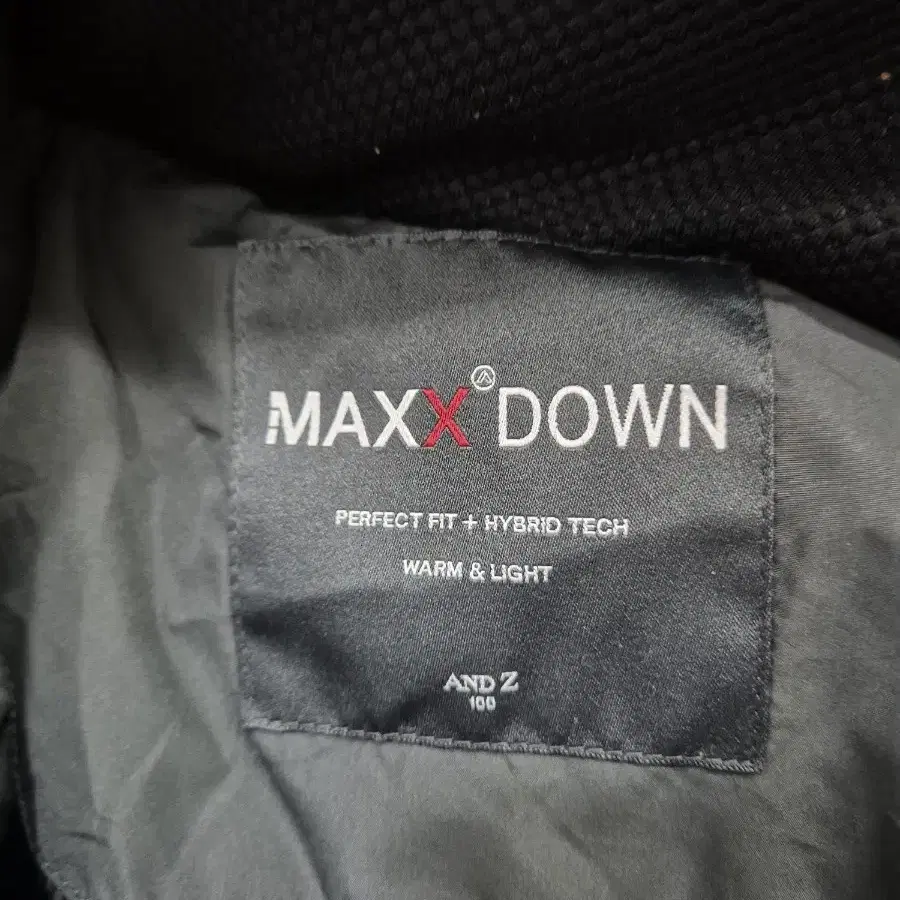 MAXX DOWN
PERFECT FIT + HYBRID TECH
WARM & LIGHT
AND Z
100